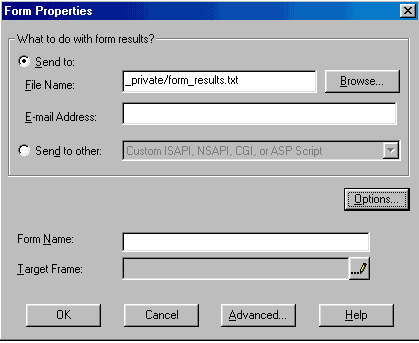 Form Properties
What to do with form results?
Send to:
File Name: _private/form_results.txt Browse...
E-mail Address:
Send to other: Custom ISAPI, NSAPI, CGI, or ASP Script
Options...
Form Name:
Target Frame:
OK Cancel Advanced... Help